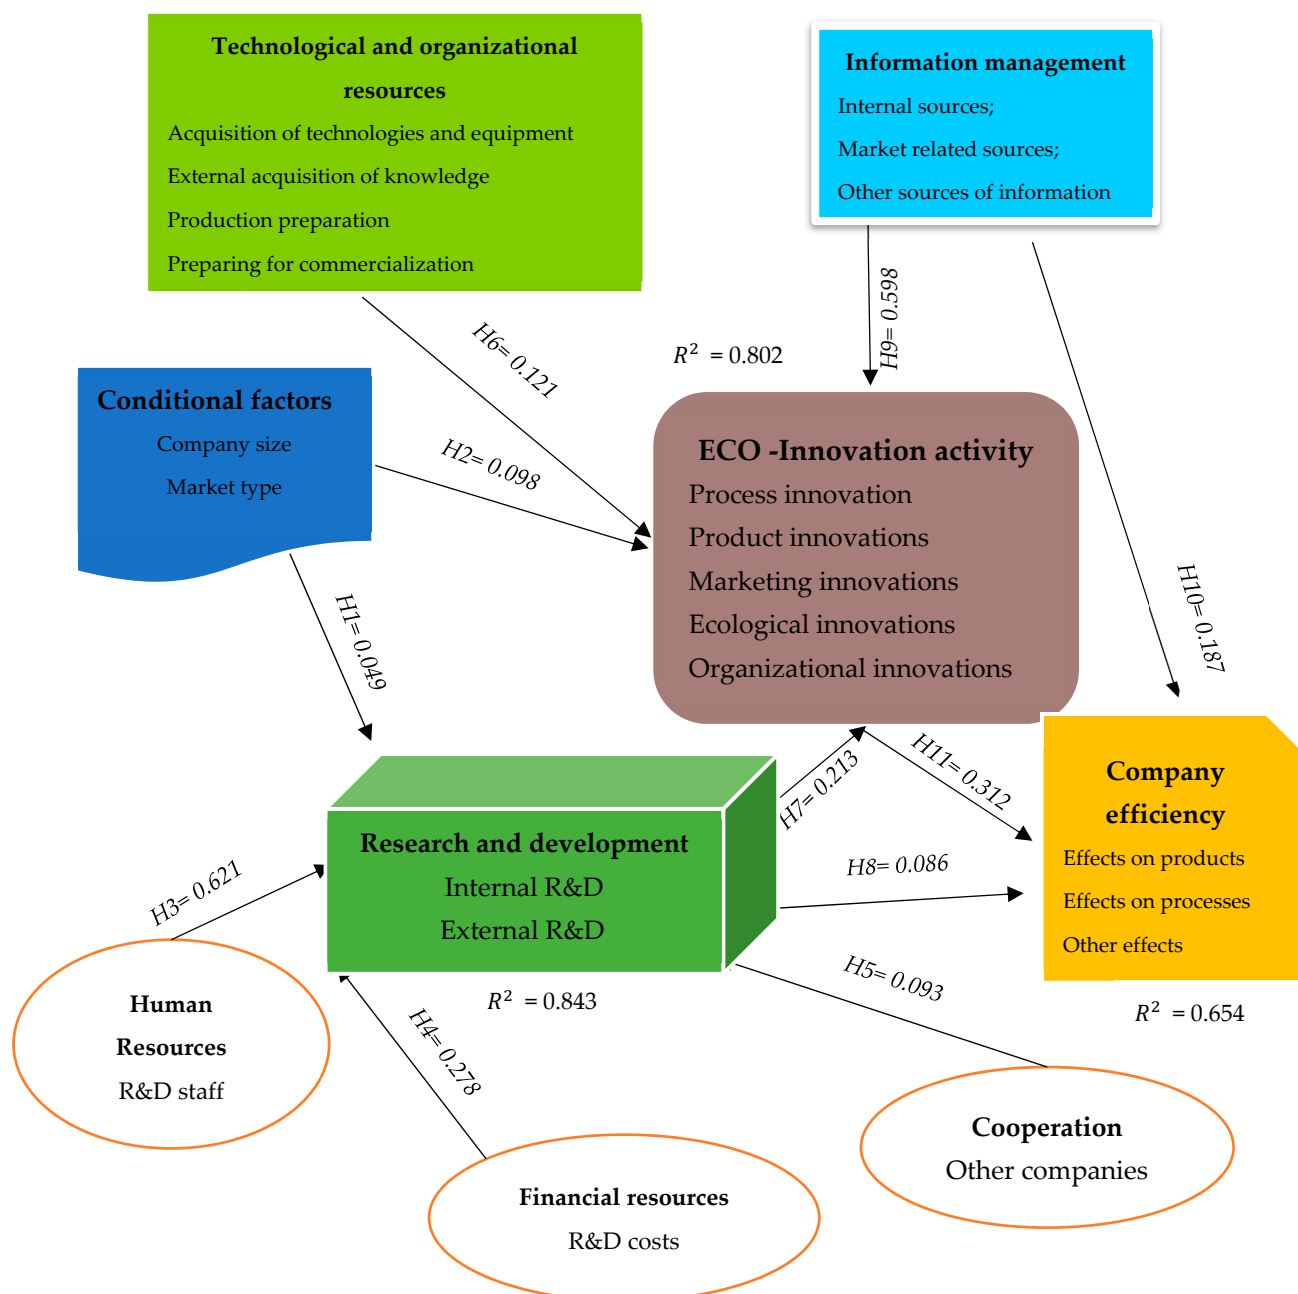 Technological and organizational
resources
Acquisition of technologies and equipment
External acquisition of knowledge
Production preparation
Preparing for commercialization
Information management
Internal sources;
Market related sources;
Other sources of information
H6= 0.121
H9= 0.598
R² = 0.802
Conditional factors
Company size
Market type
H2= 0.098
ECO -Innovation activity
Process innovation
Product innovations
Marketing innovations
Ecological innovations
Organizational innovations
H10= 0.187
H1= 0.049
H7= 0.213
H11= 0.312
Company
efficiency
Effects on products
Effects on processes
Other effects
R² = 0.654
Research and development
Internal R&D
External R&D
R² = 0.843
H8= 0.086
H3= 0.621
H5= 0.093
H4= 0.278
Human
Resources
R&D staff
Financial resources
R&D costs
Cooperation
Other companies